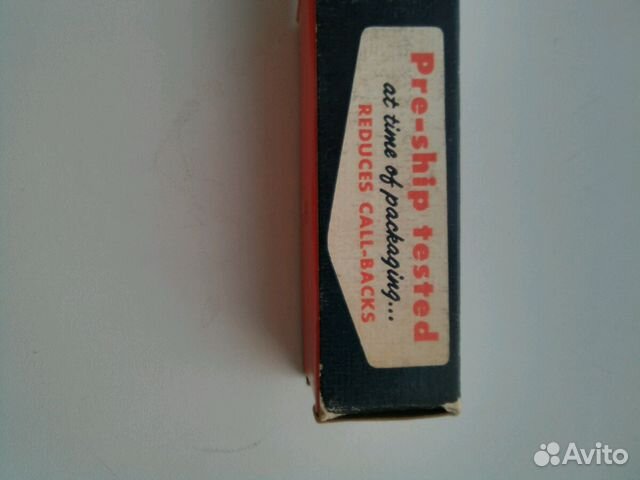 Pre-ship tested
at time of packaging...
REDUCES CALL-BACKS
Avito